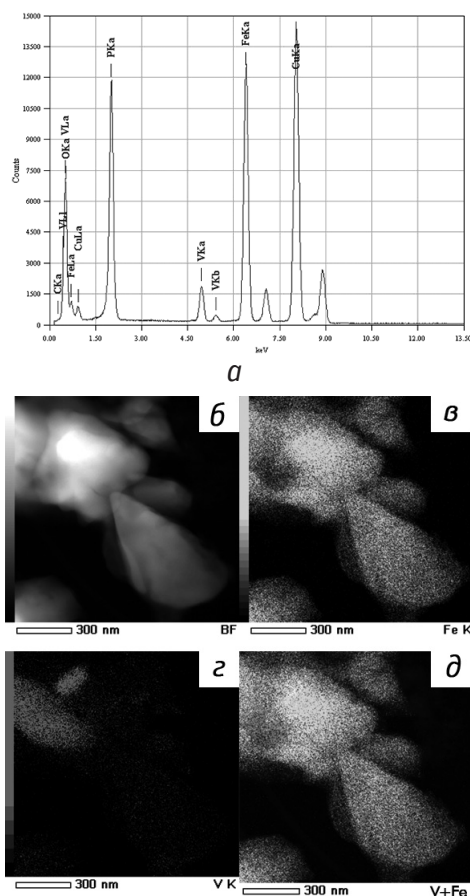 15000
13500
12000
10500
9000
7500
6000
4500
3000
1500
0
Counts
CKa
VLl
OKa VLa
FeLa
CuLa
PKa
VKa
VKb
FeKa
CuKa
0.00 1.50 3.00 4.50 6.00 7.50 9.00 10.50 12.00 13.50
keV
а
б
300 nm BF
в
300 nm Fe K
г
300 nm V K
д
300 nm V+Fe